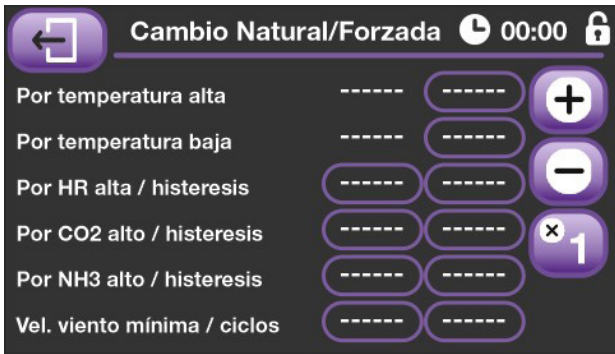 Cambio Natural/Forzada 00:00
Por temperatura alta ------ ------
Por temperatura baja ------ ------
Por HR alta / histeresis ------ ------
Por CO2 alto / histeresis ------ ------
Por NH3 alto / histeresis ------ ------
Vel. viento mínima / ciclos ------ ------
+
−
×1